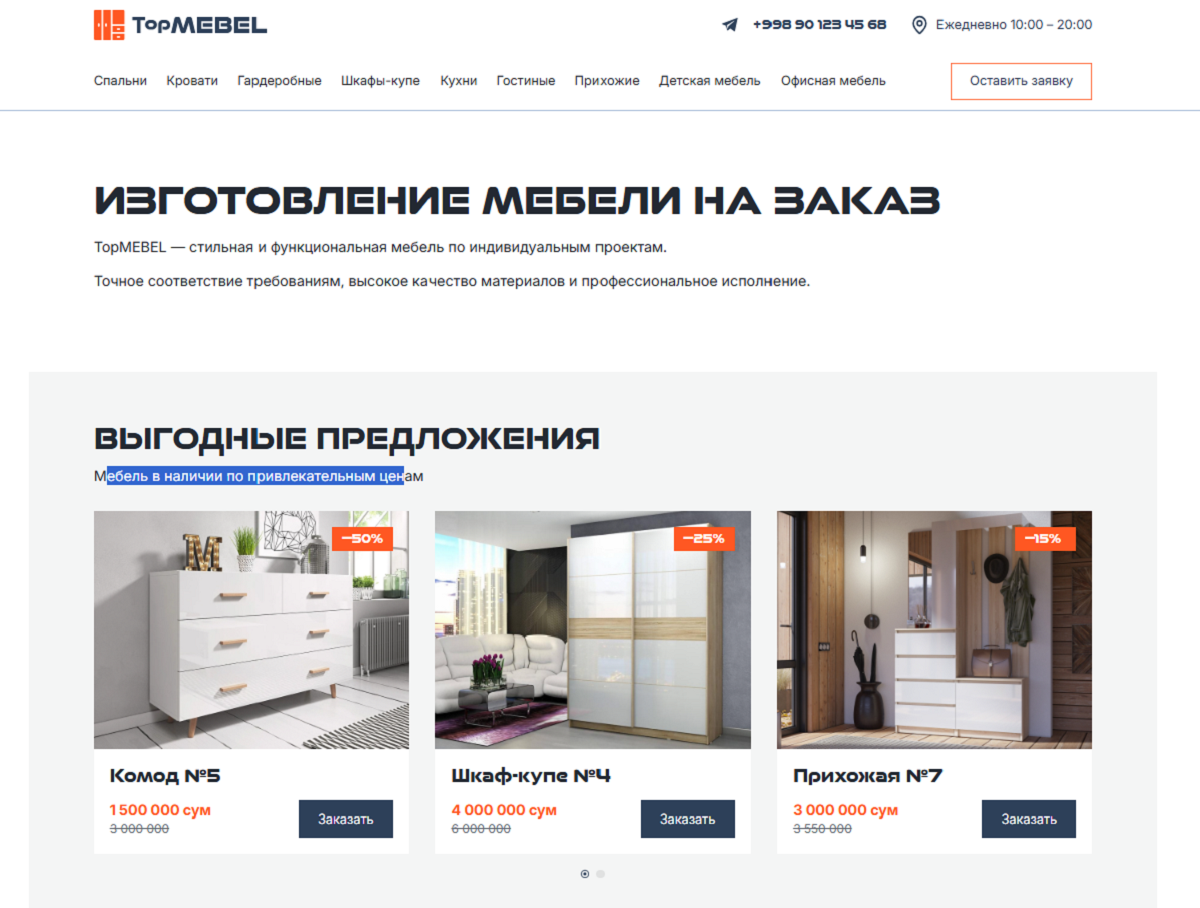 ТорMEBEL
+998 90 123 45 68
Ежедневно 10:00 – 20:00
Спальни Кровати Гардеробные Шкафы-купе Кухни Гостиные Прихожие Детская мебель Офисная мебель Оставить заявку
ИЗГОТОВЛЕНИЕ МЕБЕЛИ НА ЗАКАЗ
TopMEBEL — стильная и функциональная мебель по индивидуальным проектам.
Точное соответствие требованиям, высокое качество материалов и профессиональное исполнение.
ВЫГОДНЫЕ ПРЕДЛОЖЕНИЯ
Мебель в наличии по привлекательным ценам
M
–50%
–25%
–15%
Комод №5
1 500 000 сум
3 000 000
Заказать
Шкаф-купе №4
4 000 000 сум
6 000 000
Заказать
Прихожая №7
3 000 000 сум
3 550 000
Заказать